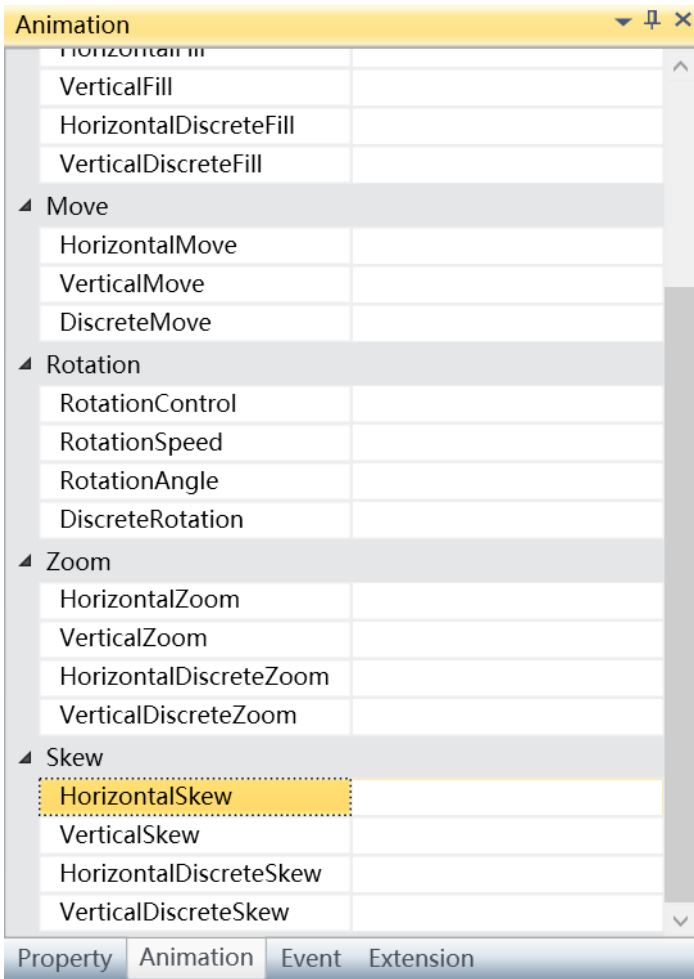 Animation
HorizontalFill
VerticalFill
HorizontalDiscreteFill
VerticalDiscreteFill
Move
HorizontalMove
VerticalMove
DiscreteMove
Rotation
RotationControl
RotationSpeed
RotationAngle
DiscreteRotation
Zoom
HorizontalZoom
VerticalZoom
HorizontalDiscreteZoom
VerticalDiscreteZoom
Skew
HorizontalSkew
VerticalSkew
HorizontalDiscreteSkew
VerticalDiscreteSkew
Property Animation Event Extension